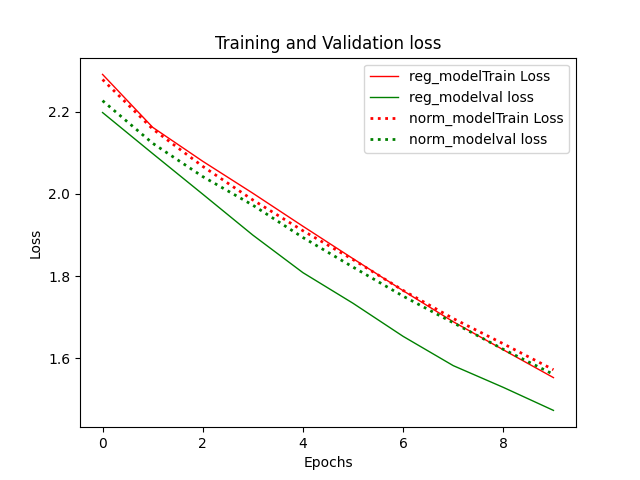 Training and Validation loss
reg_modelTrain Loss
reg_modelval loss
norm_modelTrain Loss
norm_modelval loss
Loss
2.2
2.0
1.8
1.6
0 2 4 6 8
Epochs